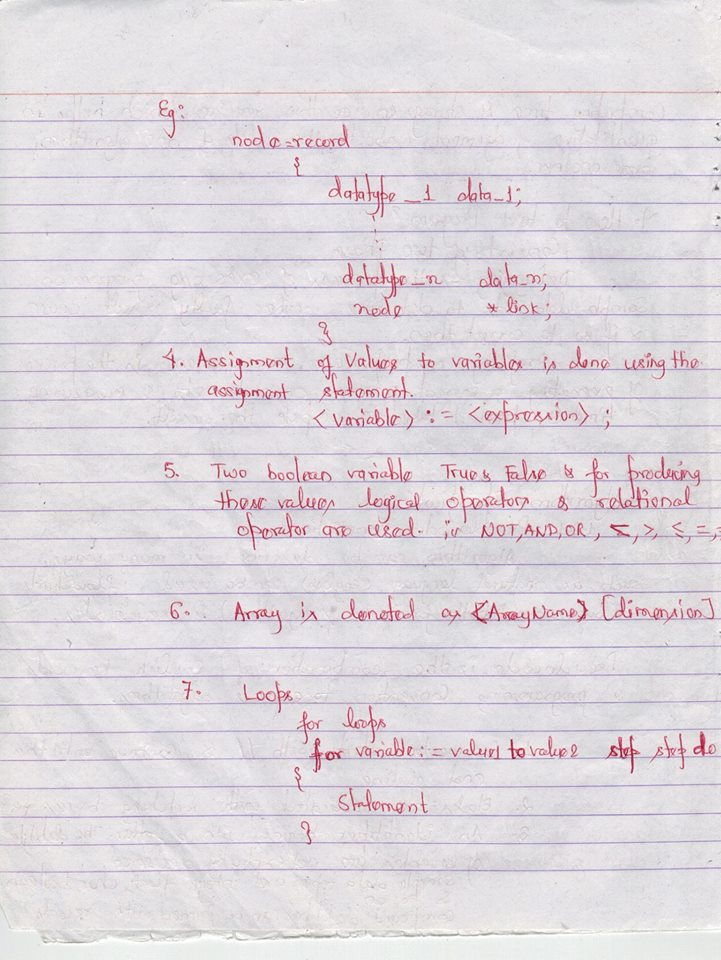 Eg:
node=record
{
datatype_1 data_1;
datatype_n data_n;
node *link;
}
4. Assignment of Values to variables is done using the
assignment statement.
<variable> := <expression>;
5. Two boolean variable True & False & for producing
these values logical operators & relational
operator are used. ie NOT, AND, OR, <, >, ≤, =,
6. Array is denoted as <ArrayName> [dimension]
7. Loops
for loops
for variable := value1 to value2 step step do
{
Statement
}